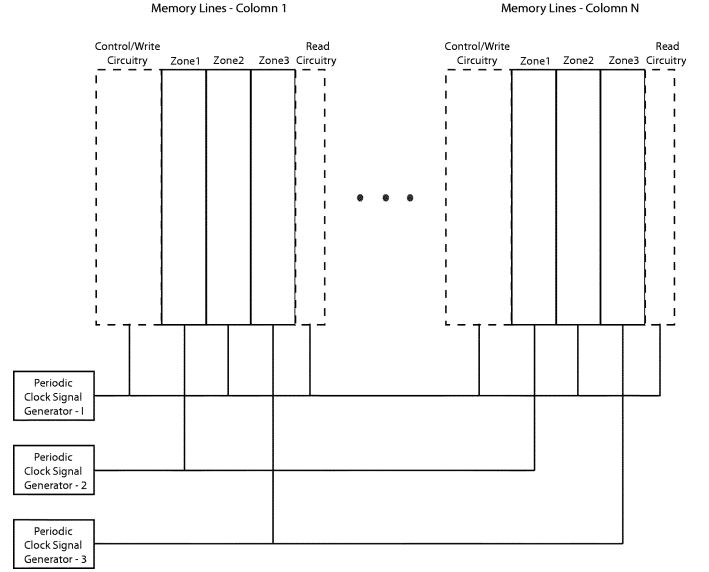 Memory Lines - Colomn 1
Memory Lines - Colomn N
Control/Write
Circuitry
Zone1
Zone2
Zone3
Read
Circuitry
Control/Write
Circuitry
Zone1
Zone2
Zone3
Read
Circuitry
Periodic
Clock Signal
Generator - I
Periodic
Clock Signal
Generator - 2
Periodic
Clock Signal
Generator - 3